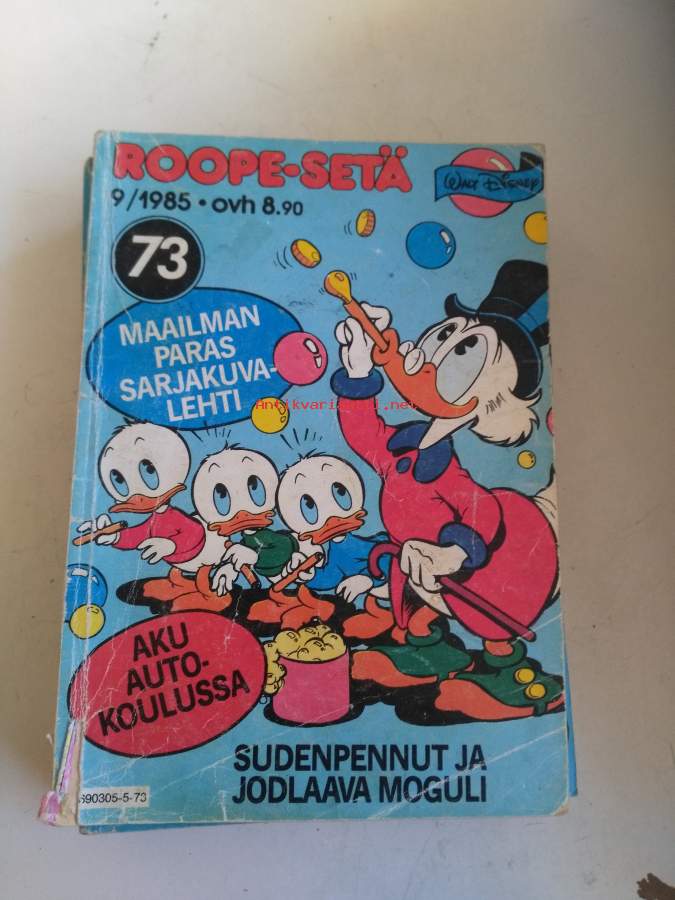 ROOPE-SETÄ
WALT DISNEY
9/1985 • ovh 8.90
73
MAAILMAN
PARAS
SARJAKUVA-
LEHTI
Antikvariaatti.net
AKU
AUTO-
KOULUSSA
SUDENPENNUT JA
JODLAAVA MOGULI
690305-5-73